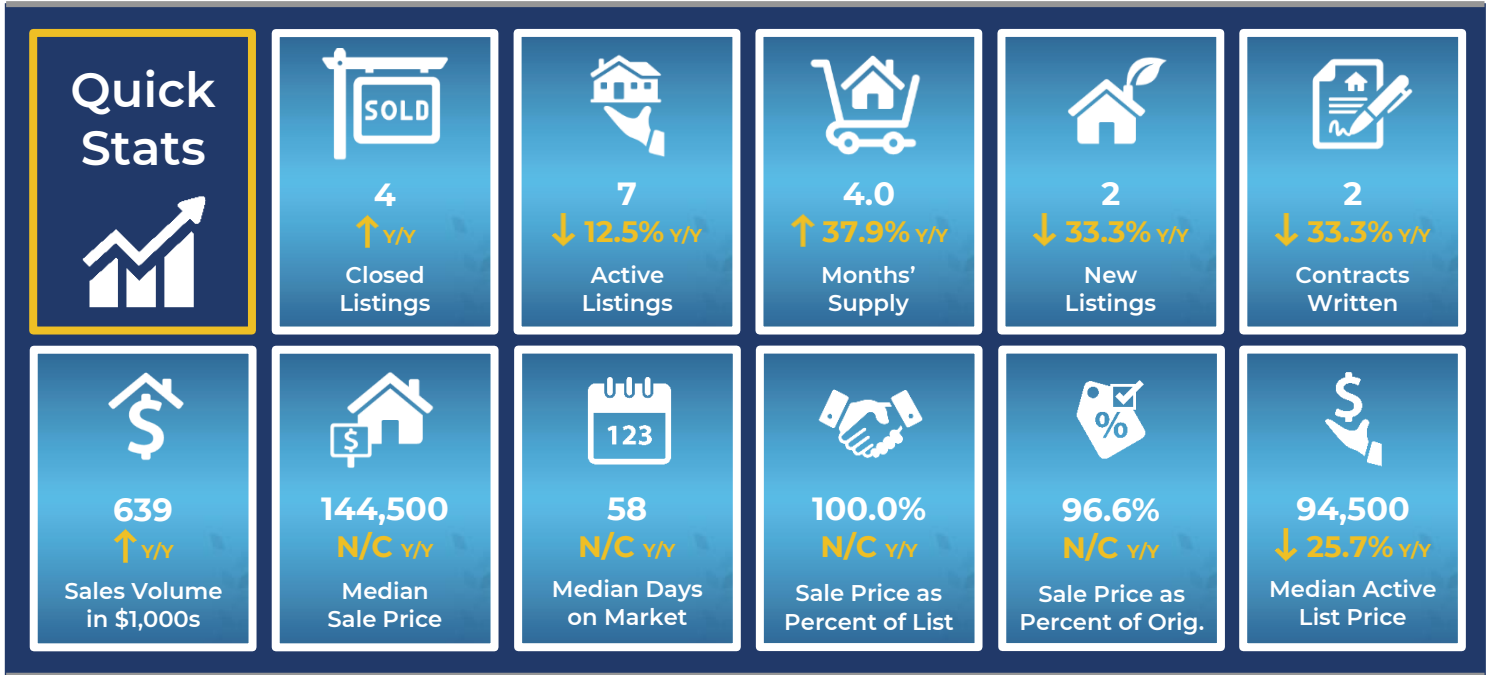 Quick
Stats
SOLD
4
↑ Y/Y
Closed
Listings
7
↓ 12.5% Y/Y
Active
Listings
4.0
↑ 37.9% Y/Y
Months’
Supply
2
↓ 33.3% Y/Y
New
Listings
2
↓ 33.3% Y/Y
Contracts
Written
$
639
↑ Y/Y
Sales Volume
in $1,000s
$
144,500
N/C Y/Y
Median
Sale Price
123
58
N/C Y/Y
Median Days
on Market
100.0%
N/C Y/Y
Sale Price as
Percent of List
%
96.6%
N/C Y/Y
Sale Price as
Percent of Orig.
$
94,500
↓ 25.7% Y/Y
Median Active
List Price